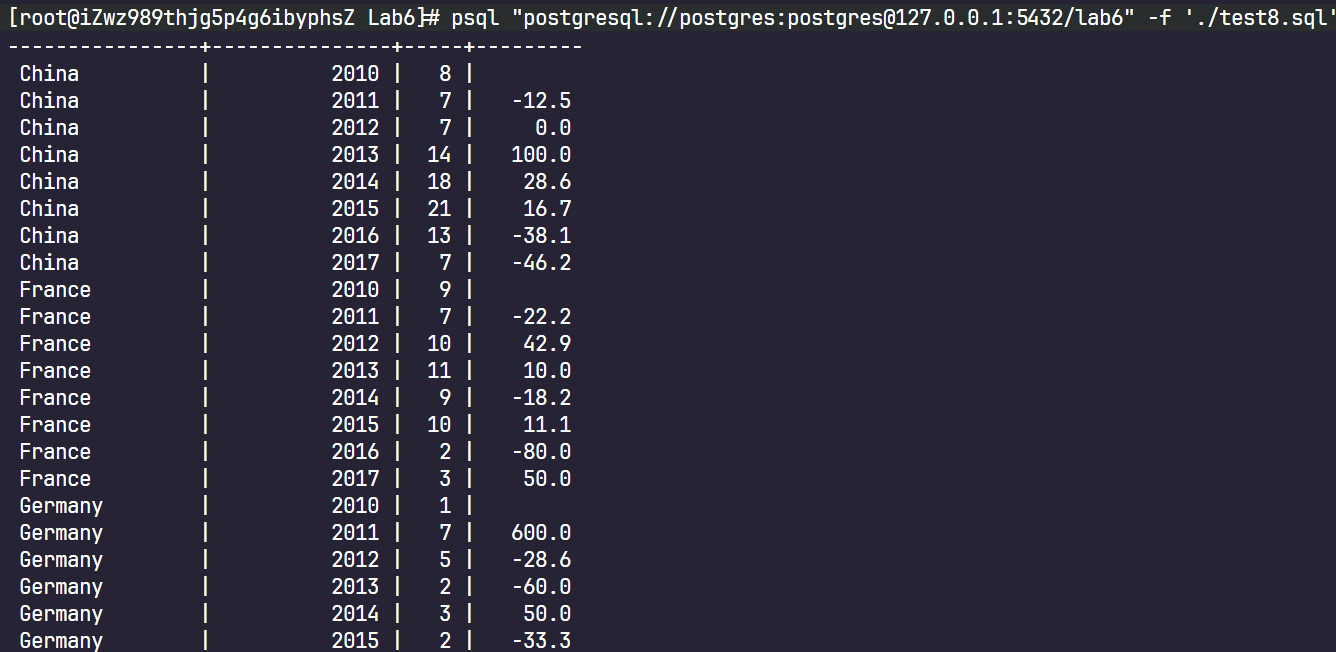 [root@iZwz989thjg5p4g6ibyphsZ Lab6]# psql "postgresql://postgres:postgres@127.0.0.1:5432/lab6" -f './test8.sql'
----------------+---------------+-----+---------
China | 2010 | 8 |
China | 2011 | 7 | -12.5
China | 2012 | 7 | 0.0
China | 2013 | 14 | 100.0
China | 2014 | 18 | 28.6
China | 2015 | 21 | 16.7
China | 2016 | 13 | -38.1
China | 2017 | 7 | -46.2
France | 2010 | 9 |
France | 2011 | 7 | -22.2
France | 2012 | 10 | 42.9
France | 2013 | 11 | 10.0
France | 2014 | 9 | -18.2
France | 2015 | 10 | 11.1
France | 2016 | 2 | -80.0
France | 2017 | 3 | 50.0
Germany | 2010 | 1 |
Germany | 2011 | 7 | 600.0
Germany | 2012 | 5 | -28.6
Germany | 2013 | 2 | -60.0
Germany | 2014 | 3 | 50.0
Germany | 2015 | 2 | -33.3